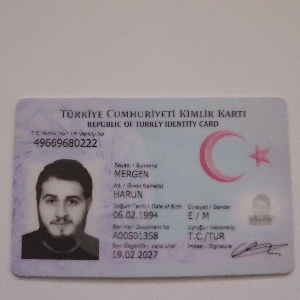 TÜRKİYE CUMHURİYETİ KİMLİK KARTI
REPUBLIC OF TURKEY IDENTITY CARD
T.C. Kimlik No / TR Identity No
49669680222
Soyadı / Surname
MERGEN
Adı / Given Name(s)
HARUN
Doğum Tarihi / Date of Birth Cinsiyeti / Gender
06.02.1994 E / M
Seri No / Document No Uyruğu / Nationality
A00S01358 T.C./TUR
Son Geçerlilik / Valid Until İmzası / Signature
19.02.2027